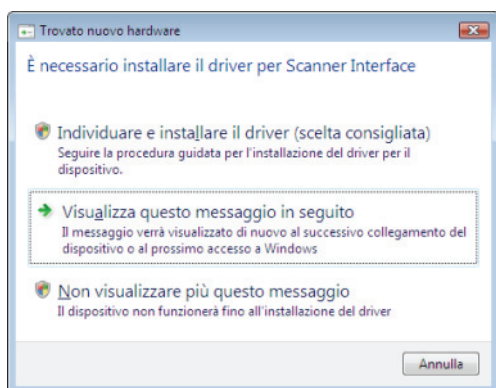 Trovato nuovo hardware
È necessario installare il driver per Scanner Interface
Individuare e installare il driver (scelta consigliata)
Seguire la procedura guidata per l'installazione del driver per il
dispositivo.
Visualizza questo messaggio in seguito
Il messaggio verrà visualizzato di nuovo al successivo collegamento del
dispositivo o al prossimo accesso a Windows
Non visualizzare più questo messaggio
Il dispositivo non funzionerà fino all'installazione del driver
Annulla